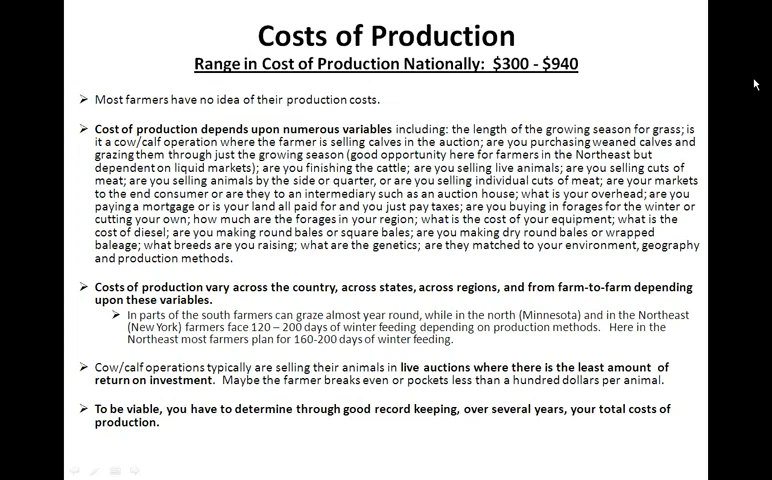 Costs of Production
Range in Cost of Production Nationally: $300 - $940
➢ Most farmers have no idea of their production costs.
➢ Cost of production depends upon numerous variables including: the length of the growing season for grass; is
it a cow/calf operation where the farmer is selling calves in the auction; are you purchasing weaned calves and
grazing them through just the growing season (good opportunity here for farmers in the Northeast but
dependent on liquid markets); are you finishing the cattle; are you selling live animals; are you selling cuts of
meat; are you selling animals by the side or quarter, or are you selling individual cuts of meat; are your markets
to the end consumer or are they to an intermediary such as an auction house; what is your overhead; are you
paying a mortgage or is your land all paid for and you just pay taxes; are you buying in forages for the winter or
cutting your own; how much are the forages in your region; what is the cost of your equipment; what is the
cost of diesel; are you making round bales or square bales; are you making dry round bales or wrapped
baleage; what breeds are you raising; what are the genetics; are they matched to your environment, geography
and production methods.
➢ Costs of production vary across the country, across states, across regions, and from farm-to-farm depending
upon these variables.
➢ In parts of the south farmers can graze almost year round, while in the north (Minnesota) and in the Northeast
(New York) farmers face 120 – 200 days of winter feeding depending on production methods. Here in the
Northeast most farmers plan for 160-200 days of winter feeding.
➢ Cow/calf operations typically are selling their animals in live auctions where there is the least amount of
return on investment. Maybe the farmer breaks even or pockets less than a hundred dollars per animal.
➢ To be viable, you have to determine through good record keeping, over several years, your total costs of
production.